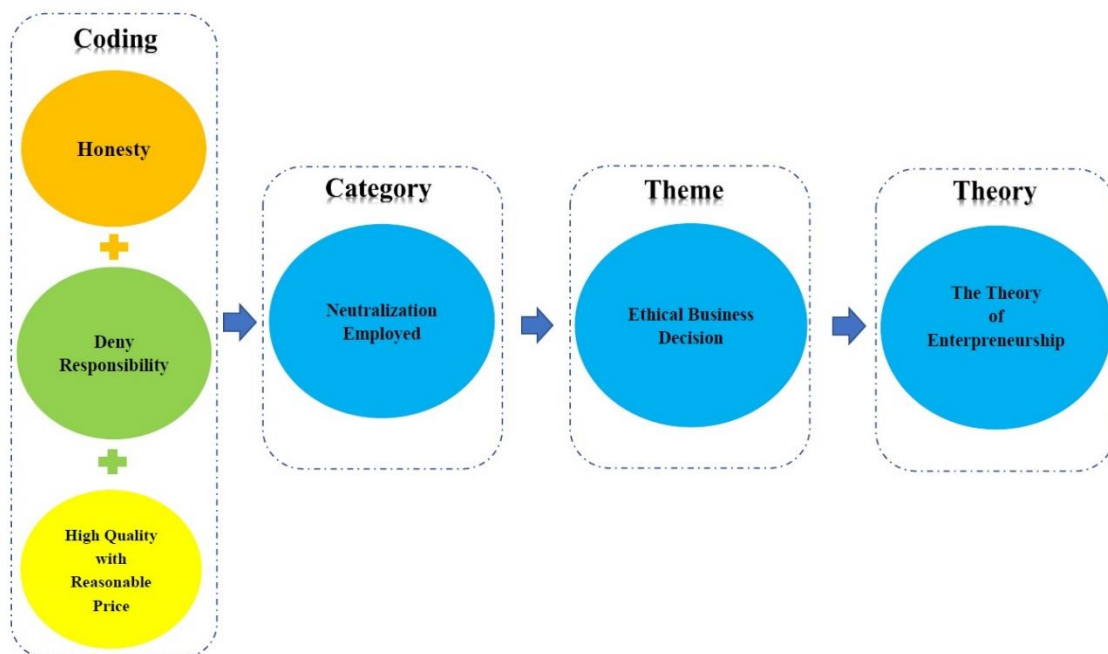 Coding
Honesty
Deny
Responsibility
High Quality
with
Reasonable
Price
Category
Neutralization
Employed
Theme
Ethical Business
Decision
Theory
The Theory
of
Enterpreneurship